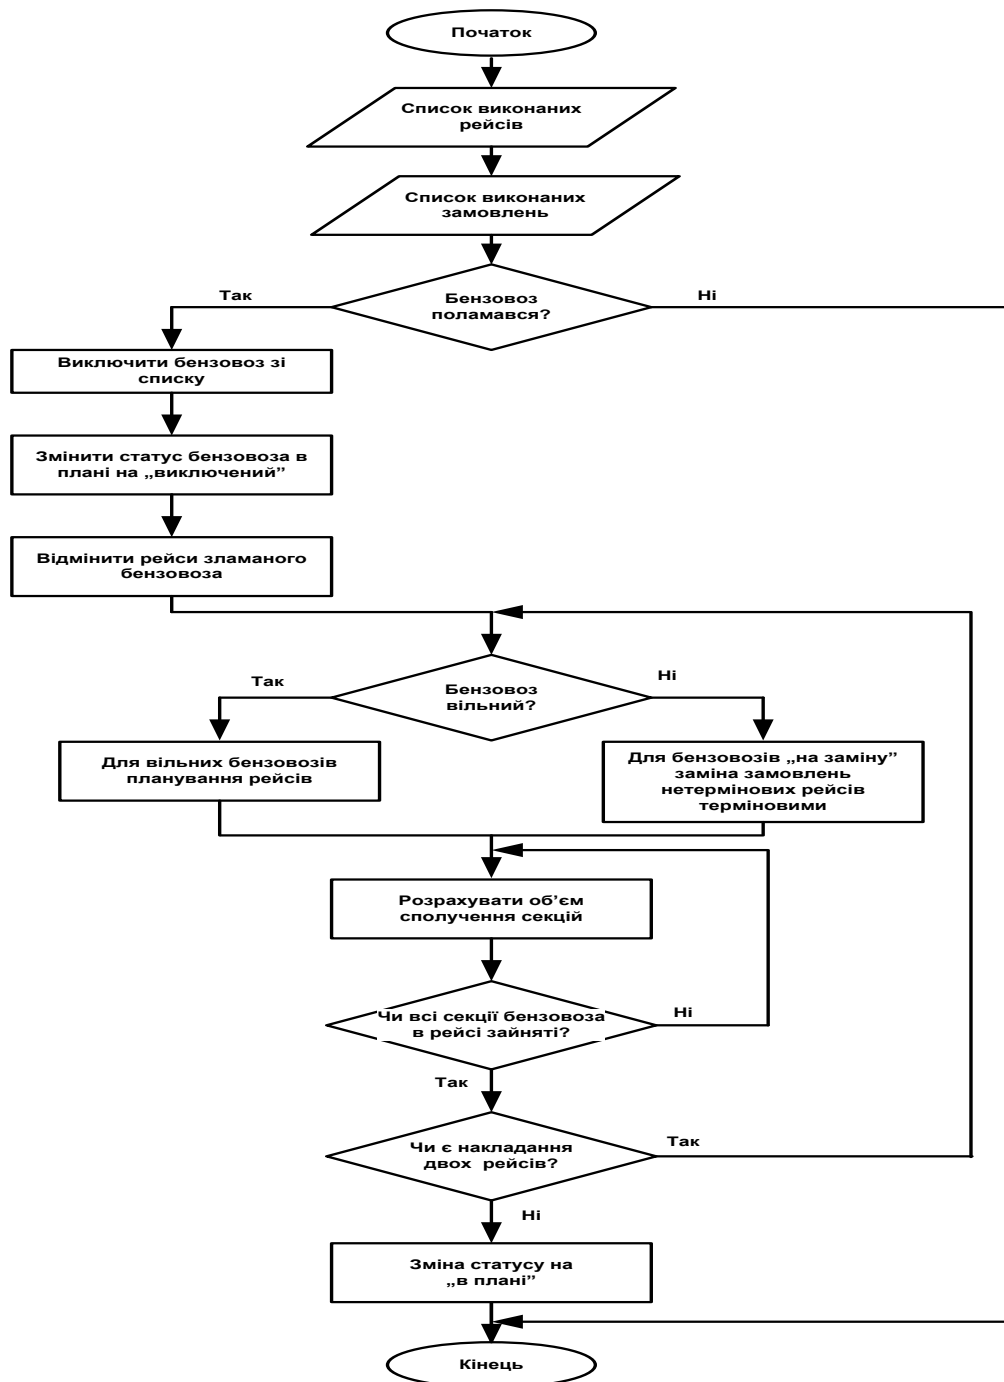 Початок
Список виконаних
рейсів
Список виконаних
замовлень
Так
Бензовоз
поламався?
Ні
Виключити бензовоз зі
списку
Змінити статус бензовоза в
плані на „виключений”
Відмінити рейси зламаного
бензовоза
Так
Бензовоз
вільний?
Ні
Для вільних бензовозів
планування рейсів
Для бензовозів „на заміну”
заміна замовлень
нетермінових рейсів
терміновими
Розрахувати об’єм
сполучення секцій
Чи всі секції бензовоза
в рейсі зайняті?
Ні
Так
Чи є накладання
двох рейсів?
Так
Ні
Зміна статусу на
„в плані”
Кінець